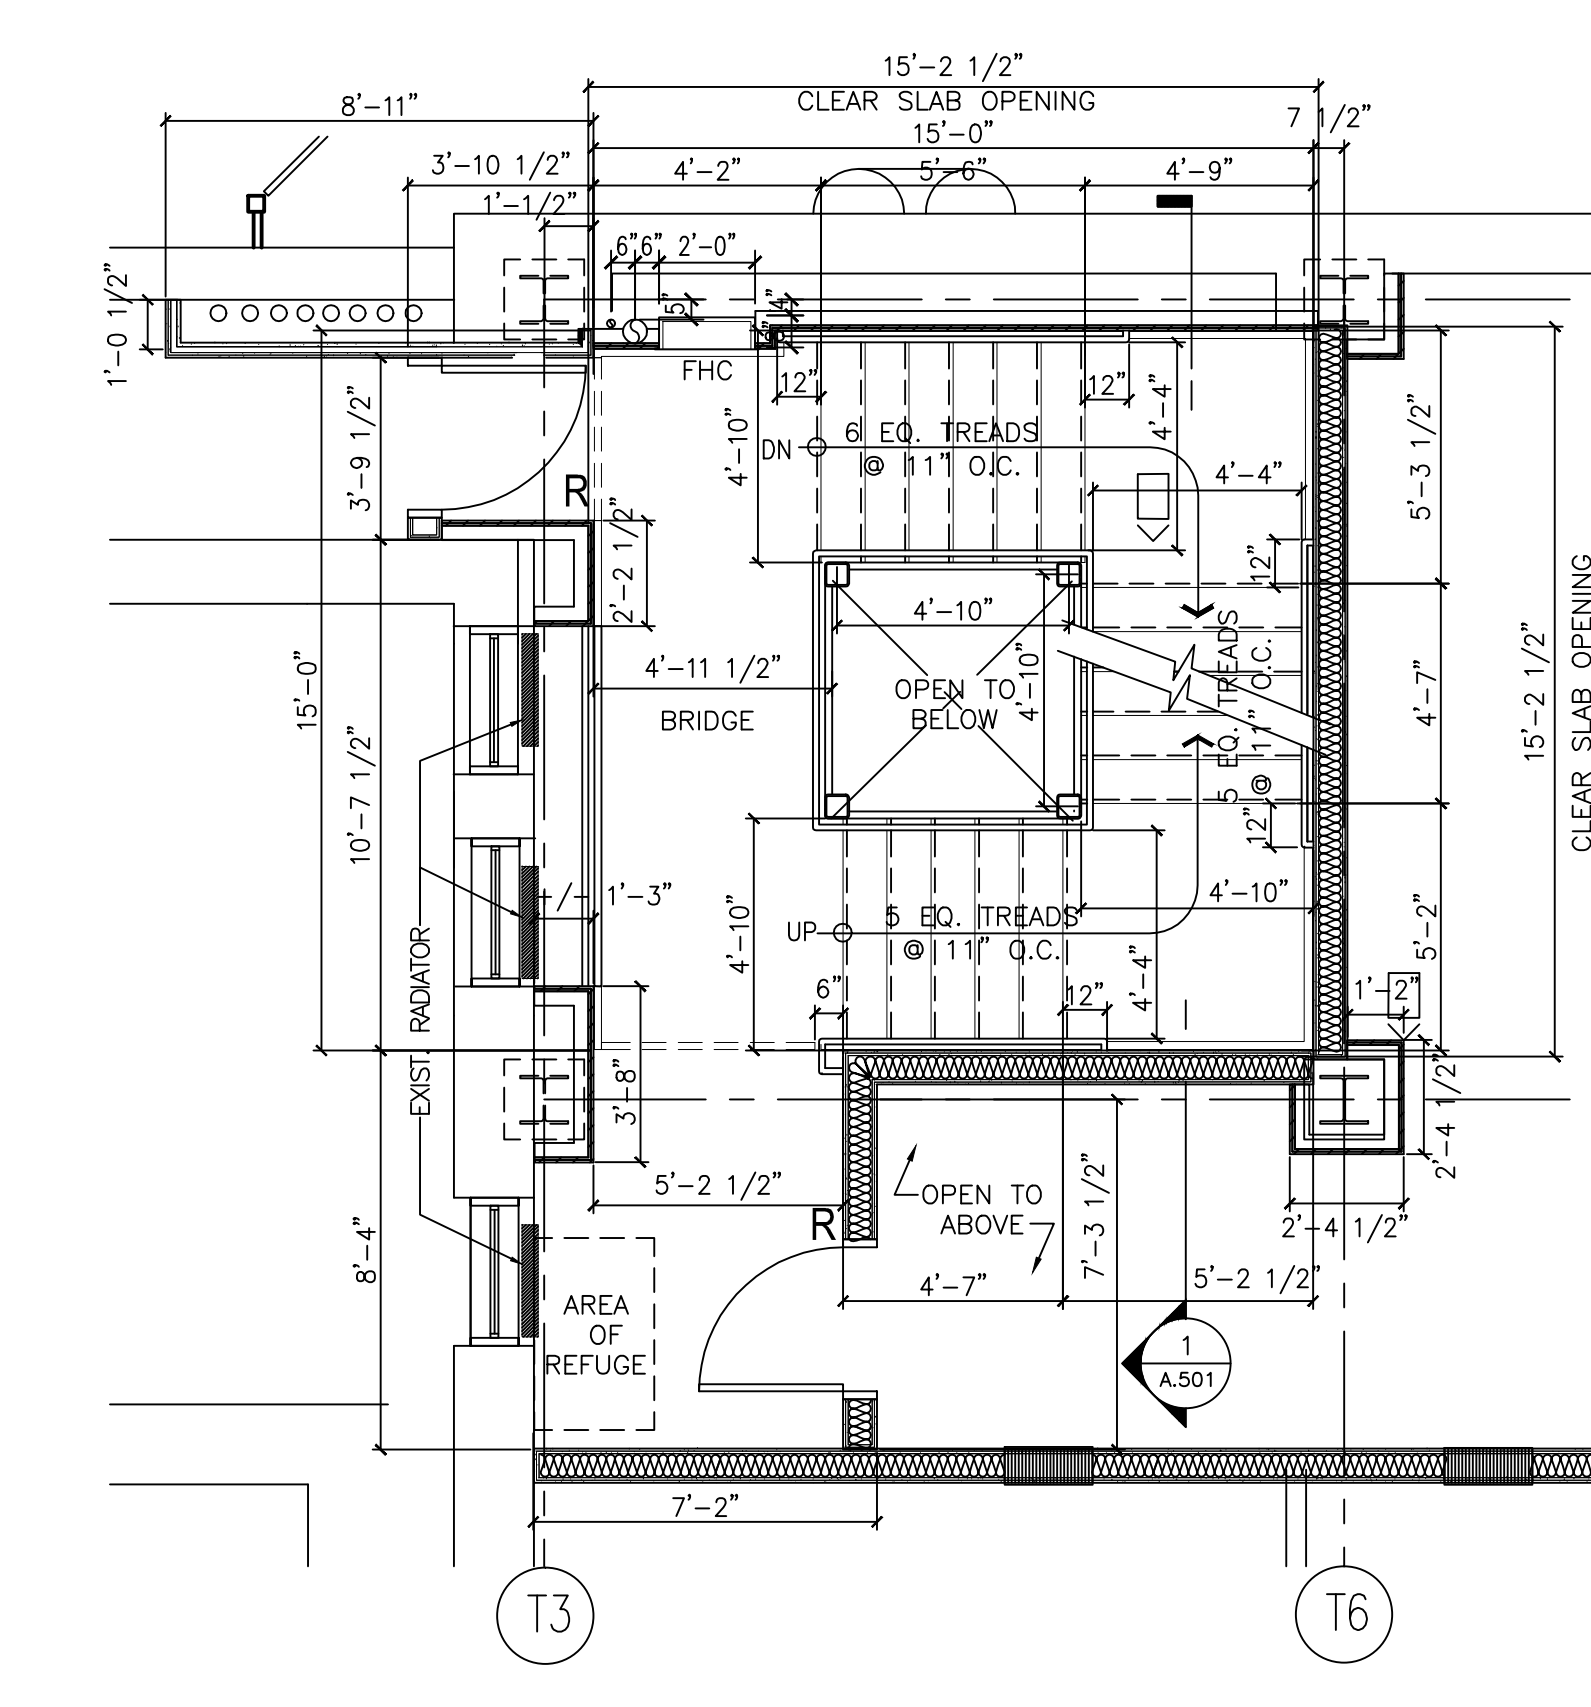 15'-2 1/2"
CLEAR SLAB OPENING
8'-11"
7 1/2"
15'-0"
3'-10 1/2"
4'-2"
5'-6"
4'-9"
1'-1/2"
6"
6"
2'-0"
5"
4"
1'-0 1/2"
FHC
12"
12"
4'-4"
3'-9 1/2"
4'-10"
DN
6 EQ. TREADS
@ 11" O.C.
5'-3 1/2"
4'-4"
R
2'-2 1/2"
12"
4'-10"
4'-10"
15'-0"
4'-11 1/2"
OPEN TO
BELOW
BRIDGE
5 EQ. TREADS
@ 11" O.C.
4'-7"
15'-2 1/2"
CLEAR SLAB OPENING
10'-7 1/2"
12"
+/- 1'-3"
4'-10"
4'-10"
UP
5 EQ. TREADS
@ 11" O.C.
5'-2"
EXIST. RADIATOR
6"
12"
4'-4"
1'-2"
3'-8"
2'-4 1/2"
5'-2 1/2"
OPEN TO
ABOVE
7'-3 1/2"
R
2'-4 1/2"
8'-4"
4'-7"
5'-2 1/2"
AREA
OF
REFUGE
1
A.501
7'-2"
T3
T6